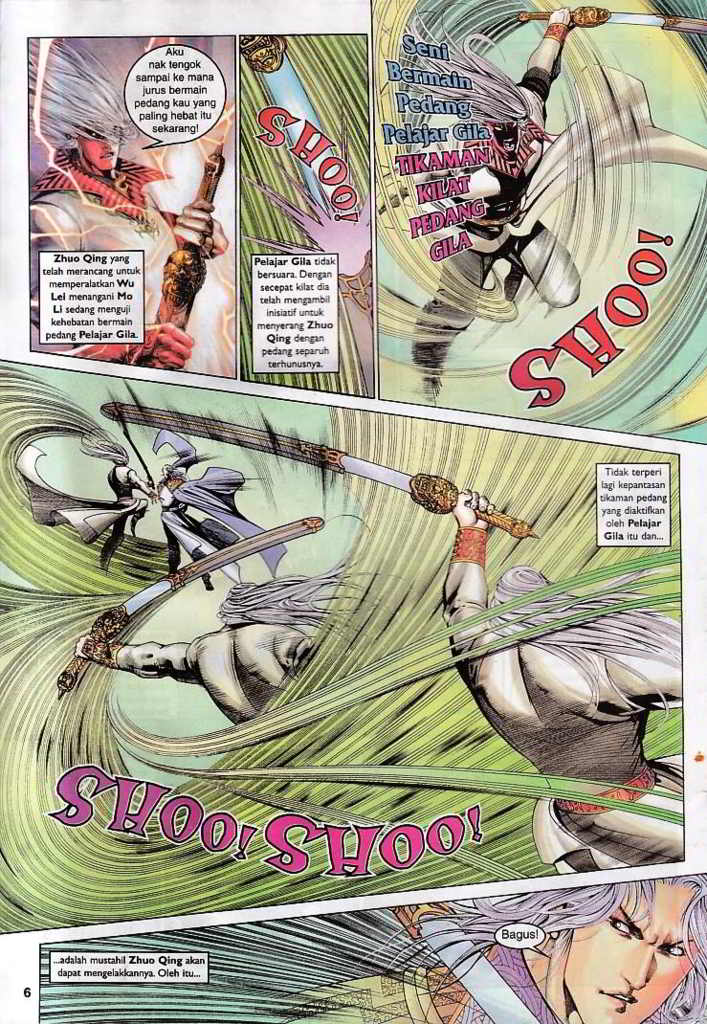 Aku
nak tengok
sampai ke mana
jurus bermain
pedang kau yang
paling hebat itu
sekarang!
Zhuo Qing yang
telah merancang untuk
memperalatkan Wu
Lei menangani Mo
Li sedang menguji
kehebatan bermain
pedang Pelajar Gila.
SHOO!
Pelajar Gila tidak
bersuara. Dengan
secepat kilat dia
telah mengambil
inisiatif untuk
menyerang Zhuo
Qing dengan
pedang separuh
terhunusnya.
Seni
Bermain
Pedang
Pelajar Gila
TIKAMAN
KILAT
PEDANG
GILA
SHOO!
Tidak terperi
lagi kepantasan
tikaman pedang
yang diaktifkan
oleh Pelajar
Gila itu dan...
SHOO! SHOO!
...adalah mustahil Zhuo Qing akan
dapat mengelakkannya. Oleh itu...
Bagus!
6